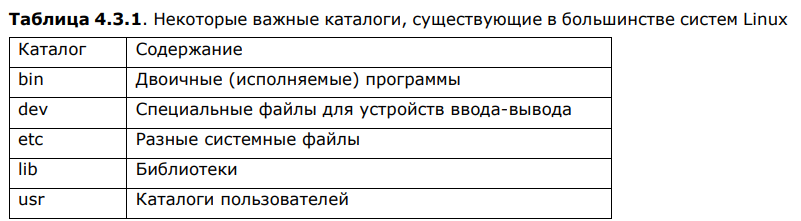 Таблица 4.3.1. Некоторые важные каталоги, существующие в большинстве систем Linux
Каталог Содержание
bin Двоичные (исполняемые) программы
dev Специальные файлы для устройств ввода-вывода
etc Разные системные файлы
lib Библиотеки
usr Каталоги пользователей